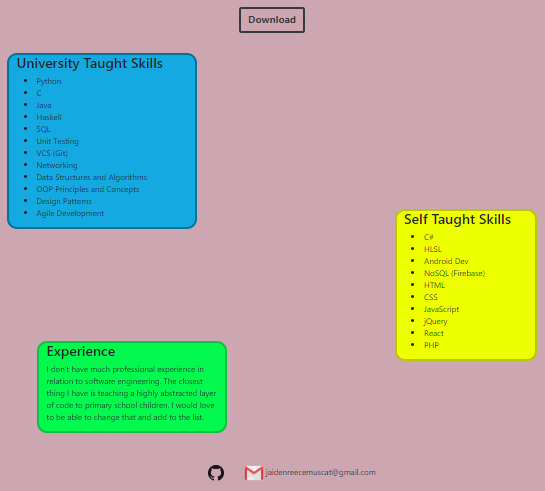 Download
University Taught Skills
Python
C
Java
Haskell
SQL
Unit Testing
VCS (Git)
Networking
Data Structures and Algorithms
OOP Principles and Concepts
Design Patterns
Agile Development
Self Taught Skills
C#
HLSL
Android Dev
NoSQL (Firebase)
HTML
CSS
JavaScript
jQuery
React
PHP
Experience
I don't have much professional experience in
relation to software engineering. The closest
thing I have is teaching a highly abstracted layer
of code to primary school children. I would love
to be able to change that and add to the list.
jaidenreecemuscat@gmail.com